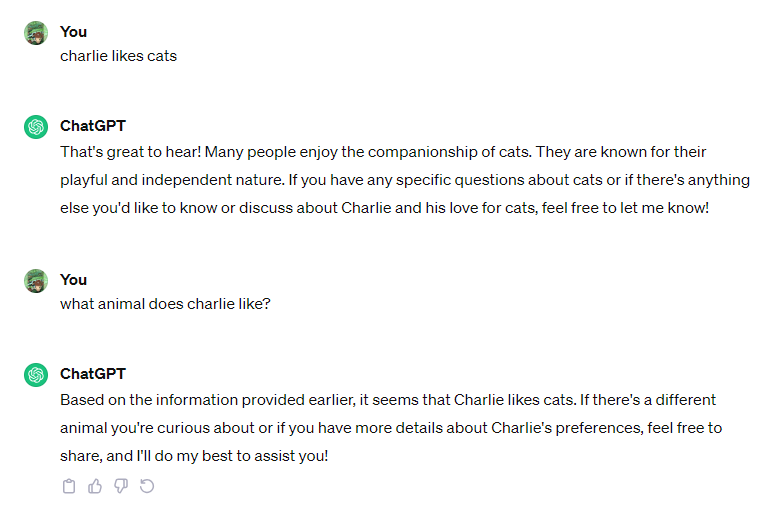 You
charlie likes cats
ChatGPT
That's great to hear! Many people enjoy the companionship of cats. They are known for their
playful and independent nature. If you have any specific questions about cats or if there's anything
else you'd like to know or discuss about Charlie and his love for cats, feel free to let me know!
You
what animal does charlie like?
ChatGPT
Based on the information provided earlier, it seems that Charlie likes cats. If there's a different
animal you're curious about or if you have more details about Charlie's preferences, feel free to
share, and I'll do my best to assist you!